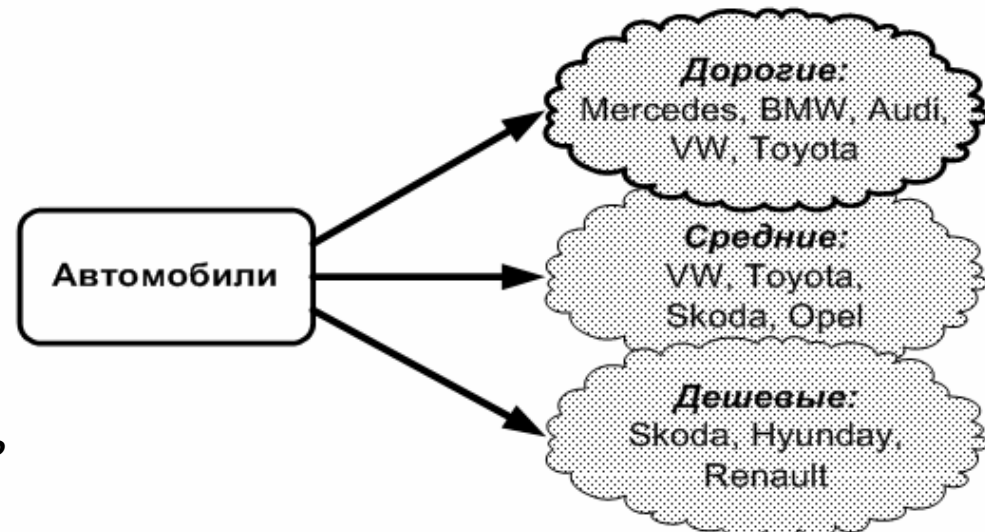 Автомобили
Дорогие:
Mercedes, BMW, Audi,
VW, Toyota
Средние:
VW, Toyota,
Skoda, Opel
Дешевые:
Skoda, Hyunday,
Renault
,